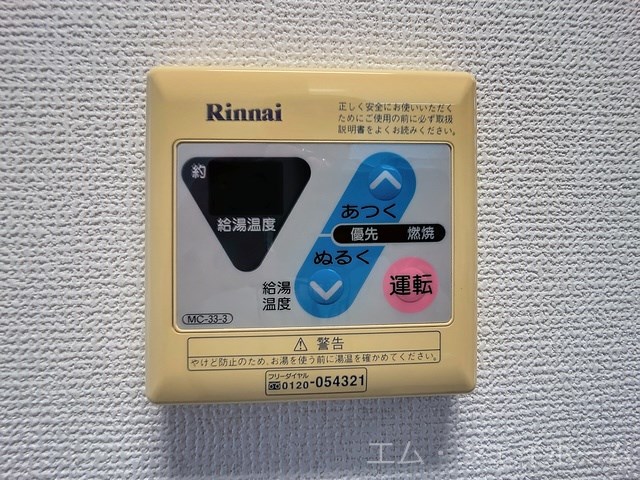 Rinnai
正しく安全にお使いいただく
ためにご使用の前に必ず取扱
説明書をよくお読みください。
約
給湯温度
あつく
優先 燃焼
ぬるく
給湯
温度
運転
MC-33-3
⚠ 警告
やけど防止のため、お湯を使う前に湯温を確かめてください。
フリーダイヤル
0120-054321
エム・